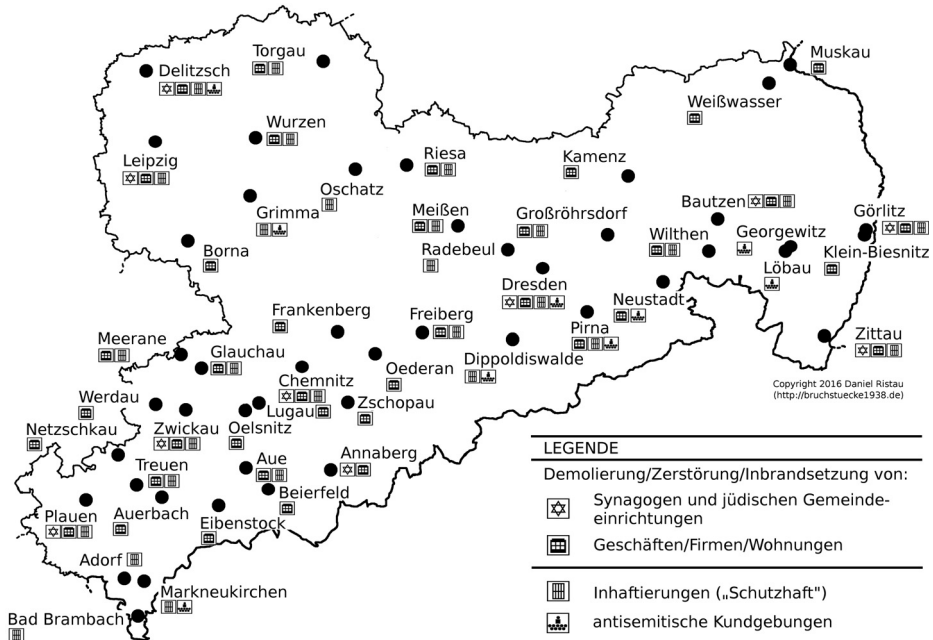 Torgau
Muskau
Delitzsch
Weißwasser
Wurzen
Leipzig
Riesa
Kamenz
Oschatz
Bautzen
Grimma
Meißen
Großröhrsdorf
Görlitz
Borna
Radebeul
Wilthen
Georgewitz
Klein-Biesnitz
Löbau
Dresden
Neustadt
Frankenberg
Freiberg
Pirna
Meerane
Glauchau
Dippoldiswalde
Zittau
Oederan
Chemnitz
Copyright 2016 Daniel Ristau
(http://bruchstuecke1938.de)
Werdau
Lugau
Zschopau
Netzschkau
Zwickau
Oelsnitz
Treuen
Aue
Annaberg
Beierfeld
Plauen
Auerbach
Eibenstock
Adorf
Markneukirchen
Bad Brambach
LEGENDE
Demolierung/Zerstörung/Inbrandsetzung von:
Synagogen und jüdischen Gemeinde-
einrichtungen
Geschäften/Firmen/Wohnungen
Inhaftierungen („Schutzhaft")
antisemitische Kundgebungen